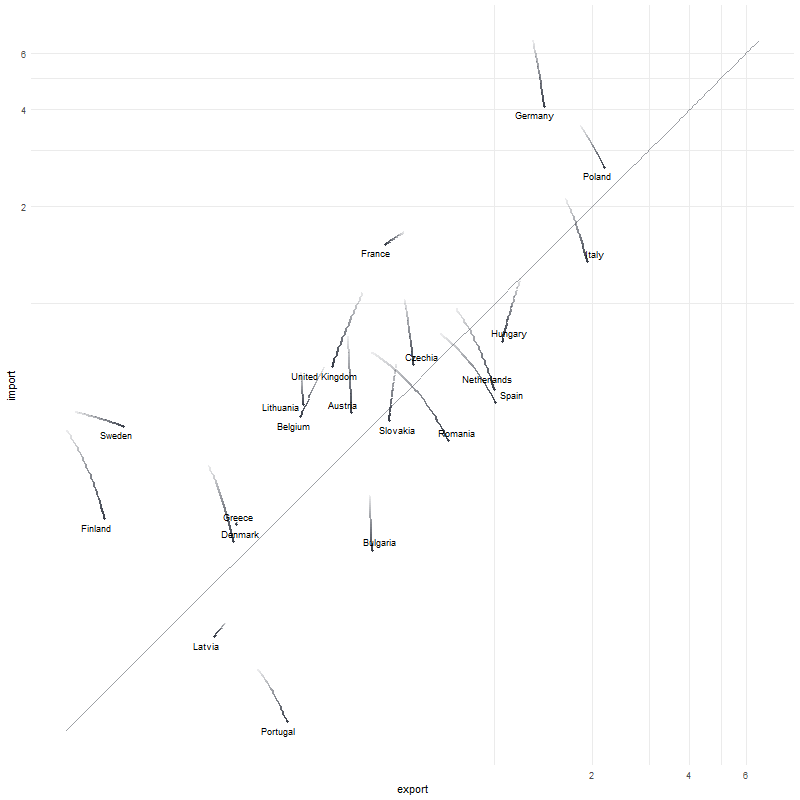 6
4
2
import
Germany
Poland
Italy
France
Hungary
Czechia
United Kingdom
Netherlands
Spain
Lithuania
Austria
Belgium
Slovakia
Romania
Sweden
Finland
Greece
Denmark
Bulgaria
Latvia
Portugal
2
4
6
export